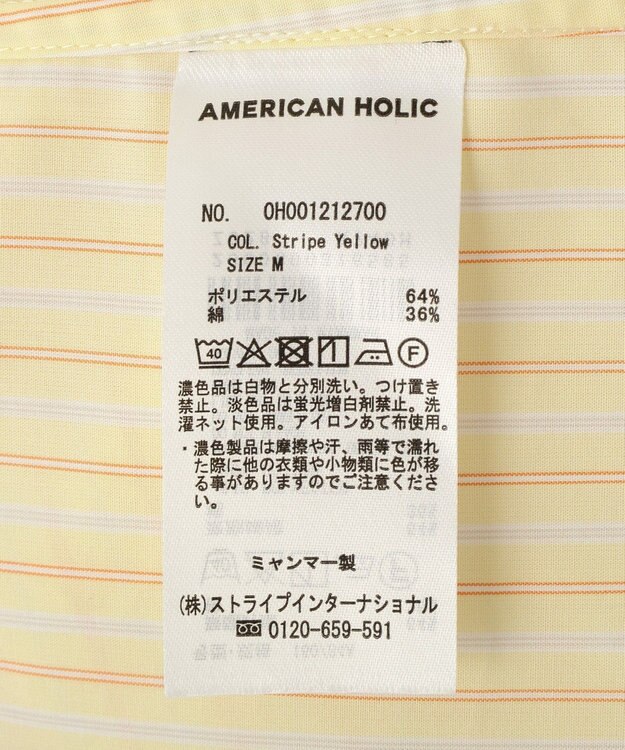 AMERICAN HOLIC
NO. OH001212700
COL. Stripe Yellow
SIZE M
ポリエステル 64%
綿 36%
40 F
濃色品は白物と分別洗い。つけ置き
禁止。淡色品は蛍光増白剤禁止。洗
濯ネット使用。アイロンあて布使用。
・濃色製品は摩擦や汗、雨等で濡れ
た際に他の衣類や小物類に色が移
る事がありますのでご注意くださ
い。
ミャンマー製
(株)ストライプインターナショナル
0120-659-591